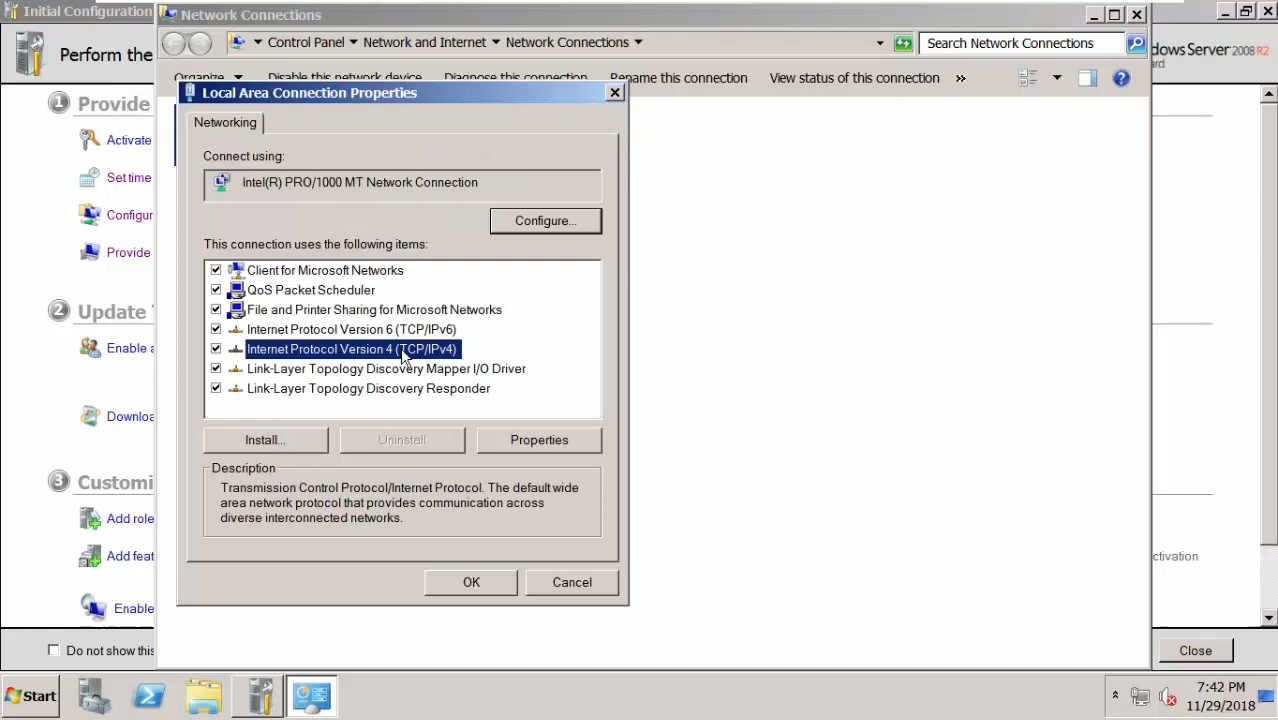 Initial Configuration
Network Connections
Perform the
Control Panel
Network and Internet
Network Connections
Search Network Connections
dows Server 2008 R2
ard
Organize
Disable this network device
Diagnose this connection
Rename this connection
View status of this connection
»
Local Area Connection Properties
1 Provide
Networking
Activate
Connect using:
Set time
Intel(R) PRO/1000 MT Network Connection
Configur
Configure...
Provide
This connection uses the following items:
Client for Microsoft Networks
QoS Packet Scheduler
File and Printer Sharing for Microsoft Networks
Internet Protocol Version 6 (TCP/IPv6)
Internet Protocol Version 4 (TCP/IPv4)
Link-Layer Topology Discovery Mapper I/O Driver
Link-Layer Topology Discovery Responder
2 Update
Enable a
Downloa
Install...
Uninstall
Properties
Description
Transmission Control Protocol/Internet Protocol. The default wide
area network protocol that provides communication across
diverse interconnected networks.
3 Customi
Add role
Add feat
ctivation
Enable
OK
Cancel
Do not show this
Close
Start
7:42 PM
11/29/2018